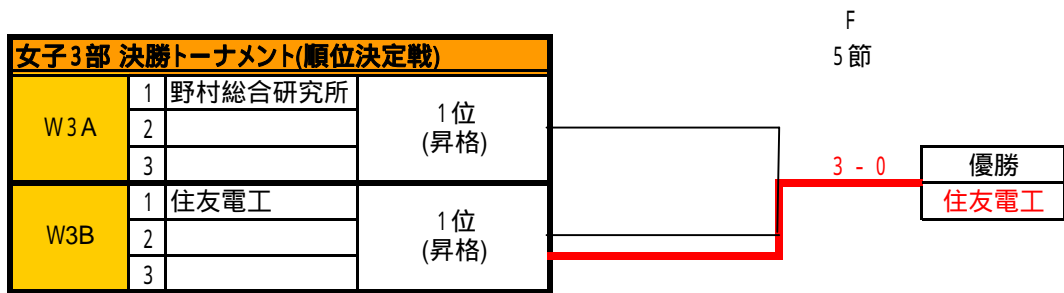 F
5節
女子3部 決勝トーナメント(順位決定戦)
W3A
1 野村総合研究所
2
3
1位
(昇格)
W3B
1 住友電工
2
3
1位
(昇格)
3 - 0
優勝
住友電工